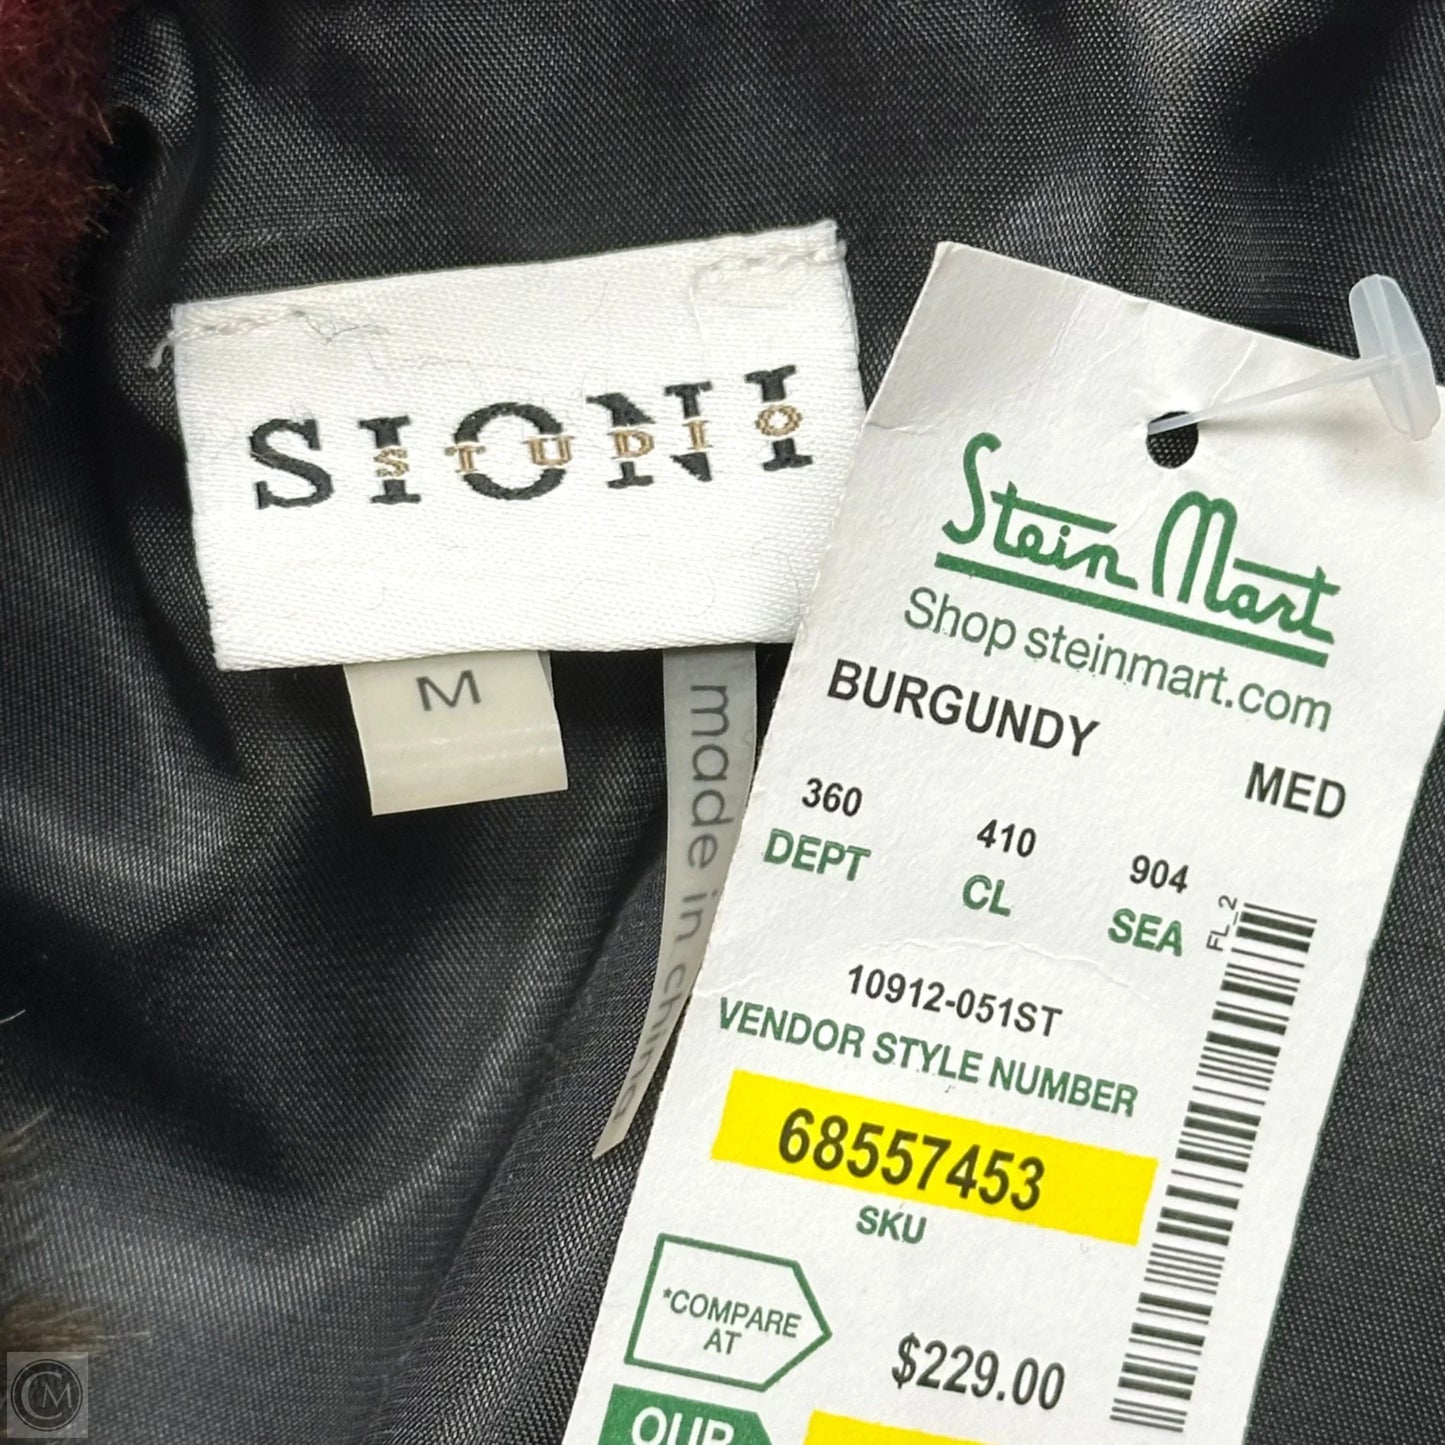 SIONI
STUDIO
M
made in china
Stein Mart
Shop steinmart.com
BURGUNDY
MED
360 410 904
DEPT CL SEA
FL_2
10912-051ST
VENDOR STYLE NUMBER
68557453
SKU
*COMPARE
AT
$229.00
OUR
CM